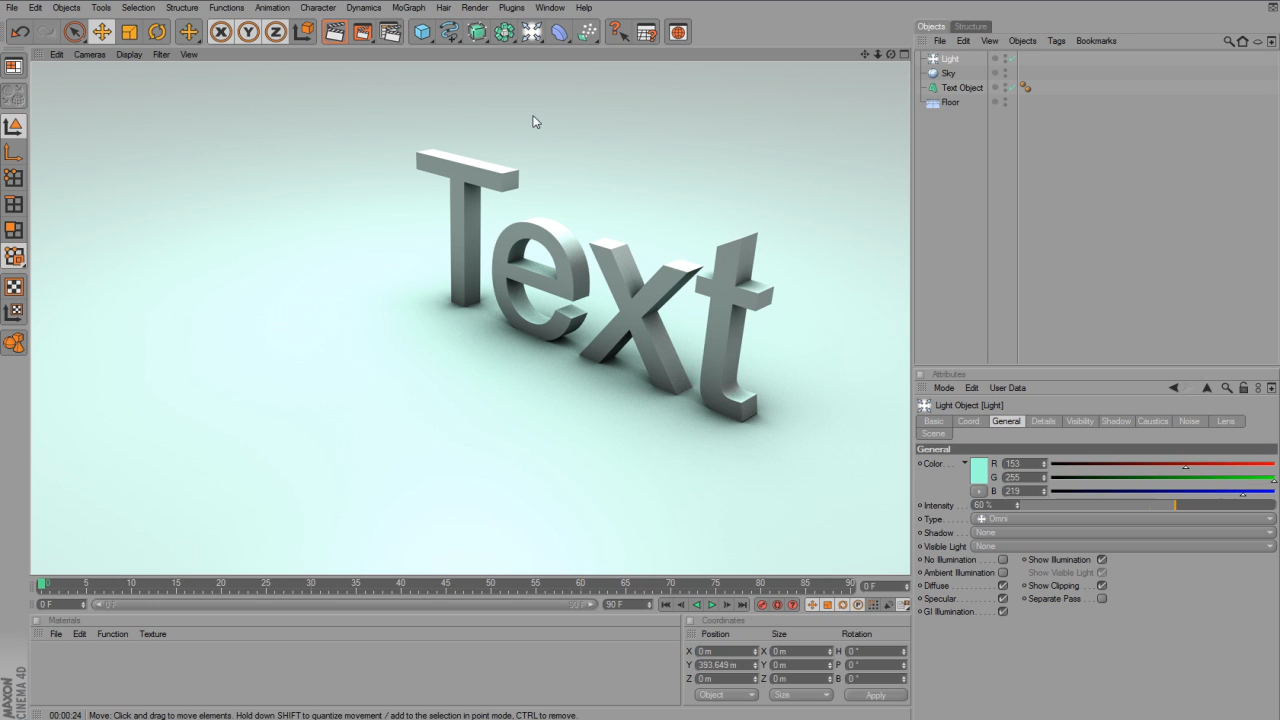 File Edit Objects Tools Selection Structure Functions Animation Character Dynamics MoGraph Hair Render Plugins Window Help
X Y Z
Objects Structure
Edit Cameras Display Filter View
File Edit View Objects Tags Bookmarks
Light
Sky
Text Object
Floor
Text
Attributes
Mode Edit User Data
Light Object [Light]
Basic Coord General Details Visibility Shadow Caustics Noise Lens
Scene
General
Color. . . R 153
G 255
B 219
Intensity 60 %
Type. . . Omni
Shadow. . None
Visible Light None
No Illumination Show Illumination
Ambient Illumination Show Visible Light
Diffuse Show Clipping
Specular. Separate Pass
GI Illumination
0 5 10 15 20 25 30 35 40 45 50 55 60 65 70 75 80 85 90 0 F
0 F 0 F 90 F 90 F
Materials
File Edit Function Texture
Coordinates
Position Size Rotation
X 0 m X 0 m H 0 °
Y 393.649 m Y 0 m P 0 °
Z 0 m Z 0 m B 0 °
Object Size Apply
MAXON
CINEMA 4D
00:00:24 Move: Click and drag to move elements. Hold down SHIFT to quantize movement / add to the selection in point mode, CTRL to remove.